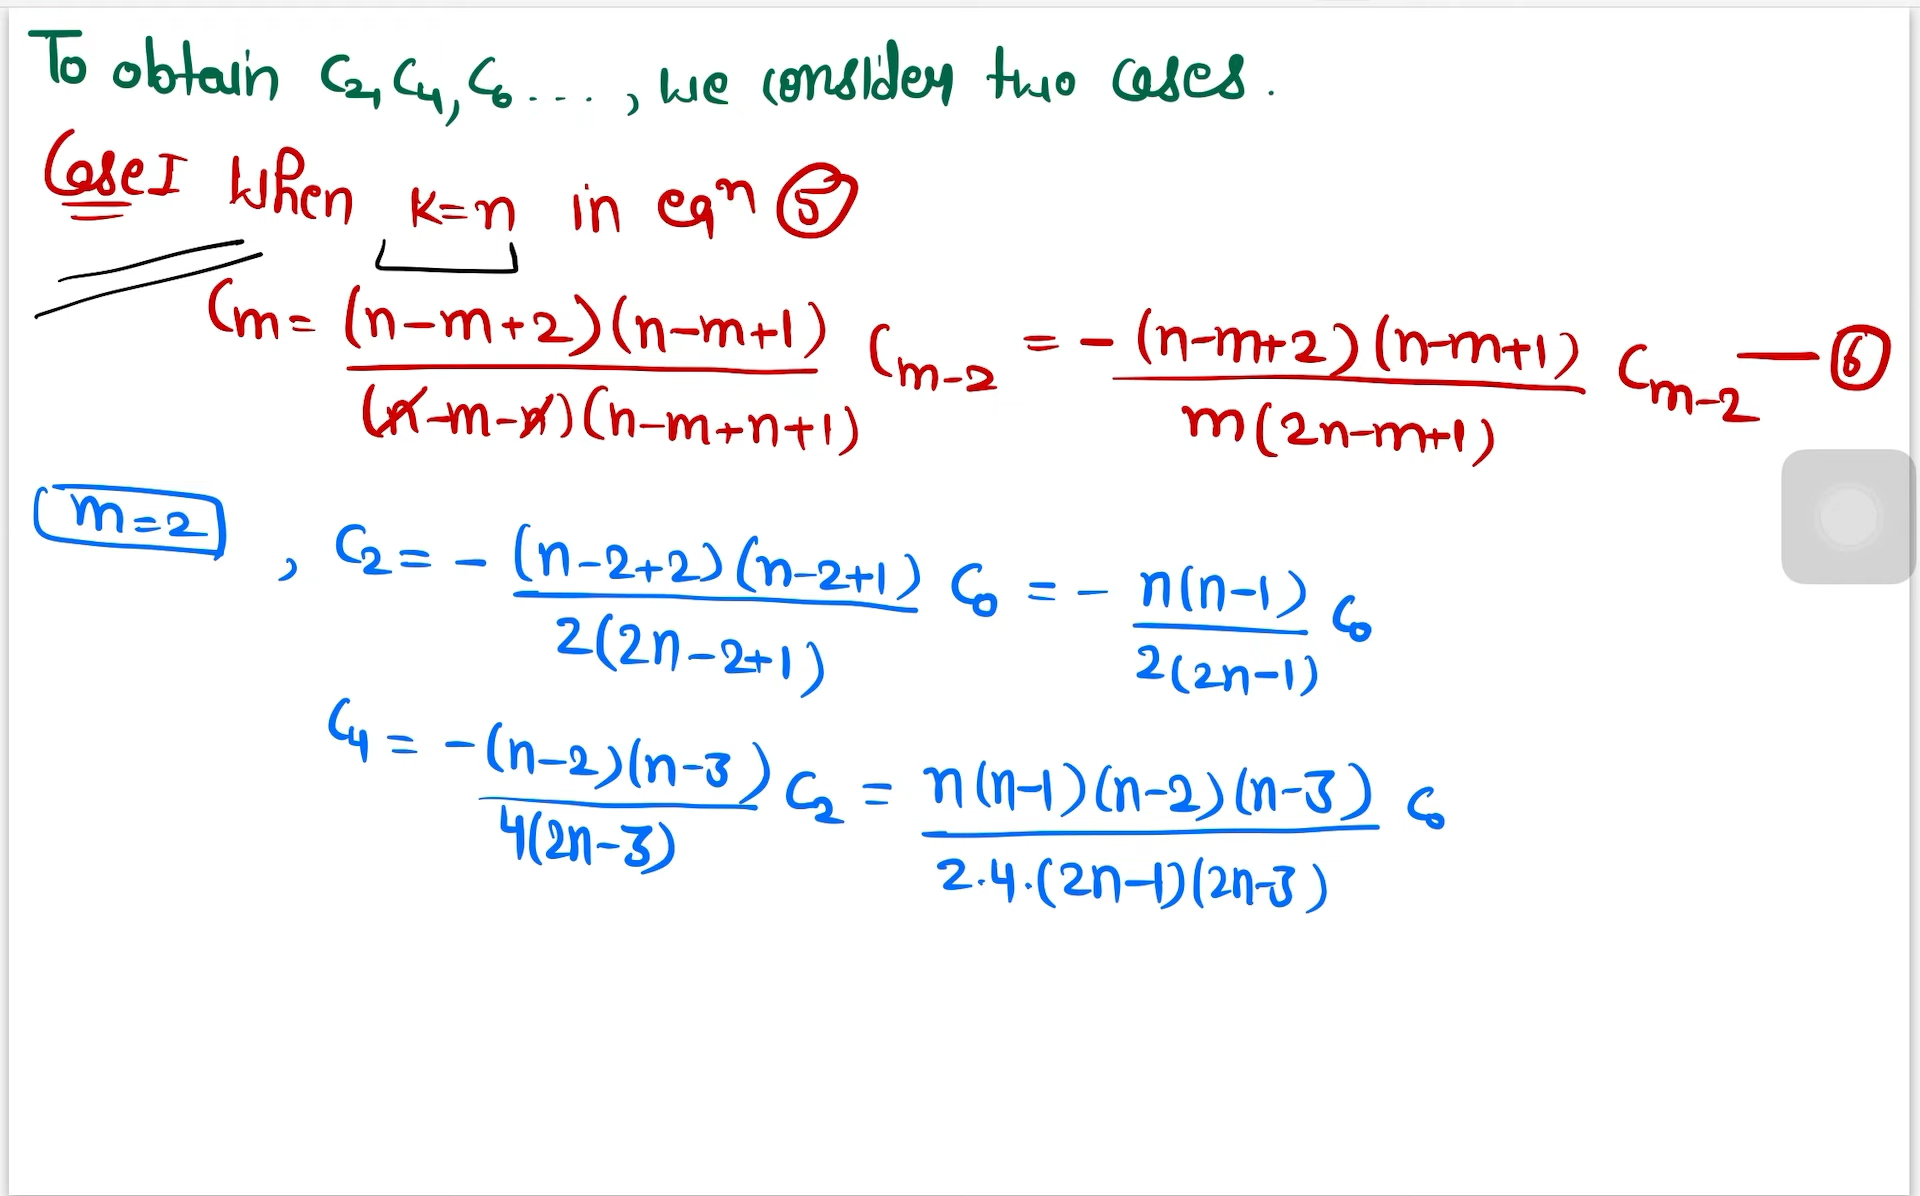 To obtain C₂, C₄, C₆ ..., we consider two cases.
Case I When k=n in eqⁿ ⑤
Cm = (n-m+2)(n-m+1) / (n-m-n)(n-m+n+1) Cm-2 = - (n-m+2)(n-m+1) / m(2n-m+1) Cm-2 — ⑥
m=2 , C₂ = - (n-2+2)(n-2+1) / 2(2n-2+1) C₀ = - n(n-1) / 2(2n-1) C₀
C₄ = -(n-2)(n-3) / 4(2n-3) C₂ = n(n-1)(n-2)(n-3) / 2.4.(2n-1)(2n-3) C₀